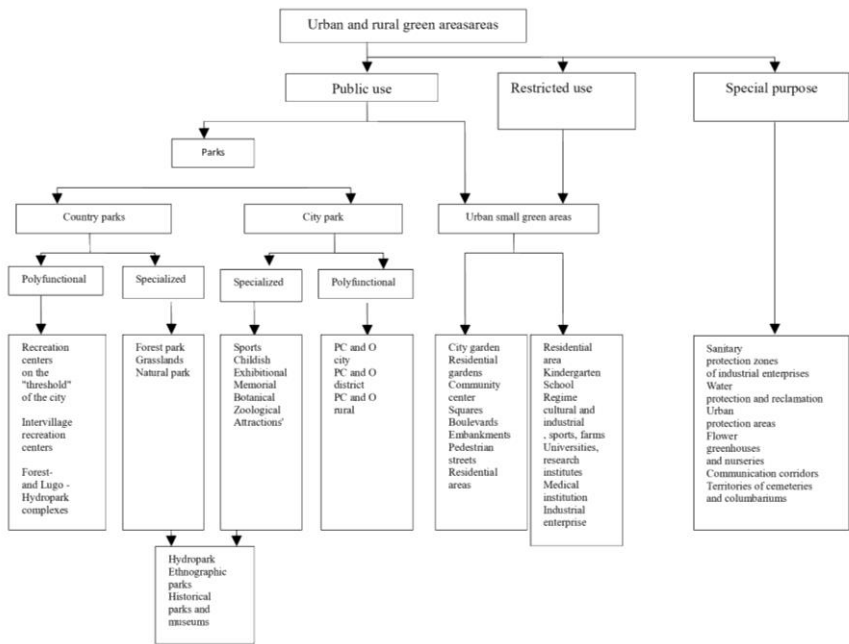 Urban and rural green areasareas
Public use
Restricted use
Special purpose
Parks
Country parks
City park
Urban small green areas
Polyfunctional
Specialized
Specialized
Polyfunctional
Recreation
centers
on the
"threshold"
of the city
Intervillage
recreation
centers
Forest-
and Lugo -
Hydropark
complexes
Forest park
Grasslands
Natural park
Sports
Childish
Exhibitional
Memorial
Botanical
Zoological
Attractions'
PC and O
city
PC and O
district
PC and O
rural
City garden
Residential
gardens
Community
center
Squares
Boulevards
Embankments
Pedestrian
streets
Residential
areas
Residential
area
Kindergarten
School
Regime
cultural and
industrial
, sports, farms
Universities,
research
institutes
Medical
institution
Industrial
enterprise
Sanitary
protection zones
of industrial enterprises
Water
protection and reclamation
Urban
protection areas
Flower
greenhouses
and nurseries
Communication corridors
Territories of cemeteries
and columbariums
Hydropark
Ethnographic
parks
Historical
parks and
museums